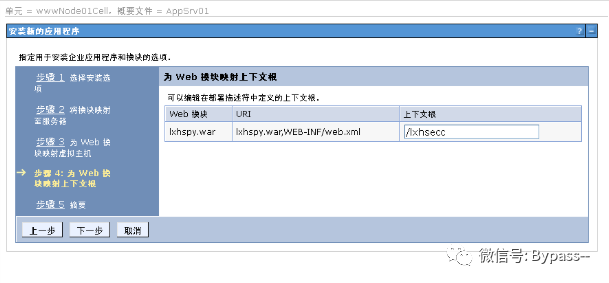 单元 = wwwNode01Cell, 概要文件 = AppSrv01
安装新的应用程序 ? −
指定用于安装企业应用程序和模块的选项。
步骤 1 选择安装选
项
步骤 2 将模块映射
至服务器
步骤 3 为 Web 模
块映射虚拟主机
步骤 4: 为 Web 模
块映射上下文根
步骤 5 摘要
为 Web 模块映射上下文根
可以编辑在部署描述符中定义的上下文根。
Web 模块 URI 上下文根
lxhspy.war lxhspy.war,WEB-INF/web.xml /lxhsecc
上一步 下一步 取消
微信号: Bypass--